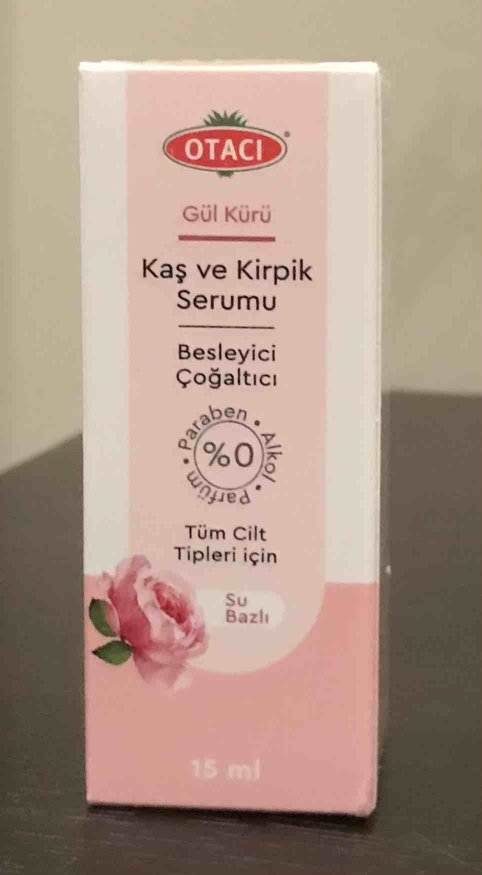 OTACI
Gül Kürü
Kaş ve Kirpik
Serumu
Besleyici
Çoğaltıcı
Paraben • Alkol • Parfüm •
%0
Tüm Cilt
Tipleri için
Su
Bazlı
15 ml